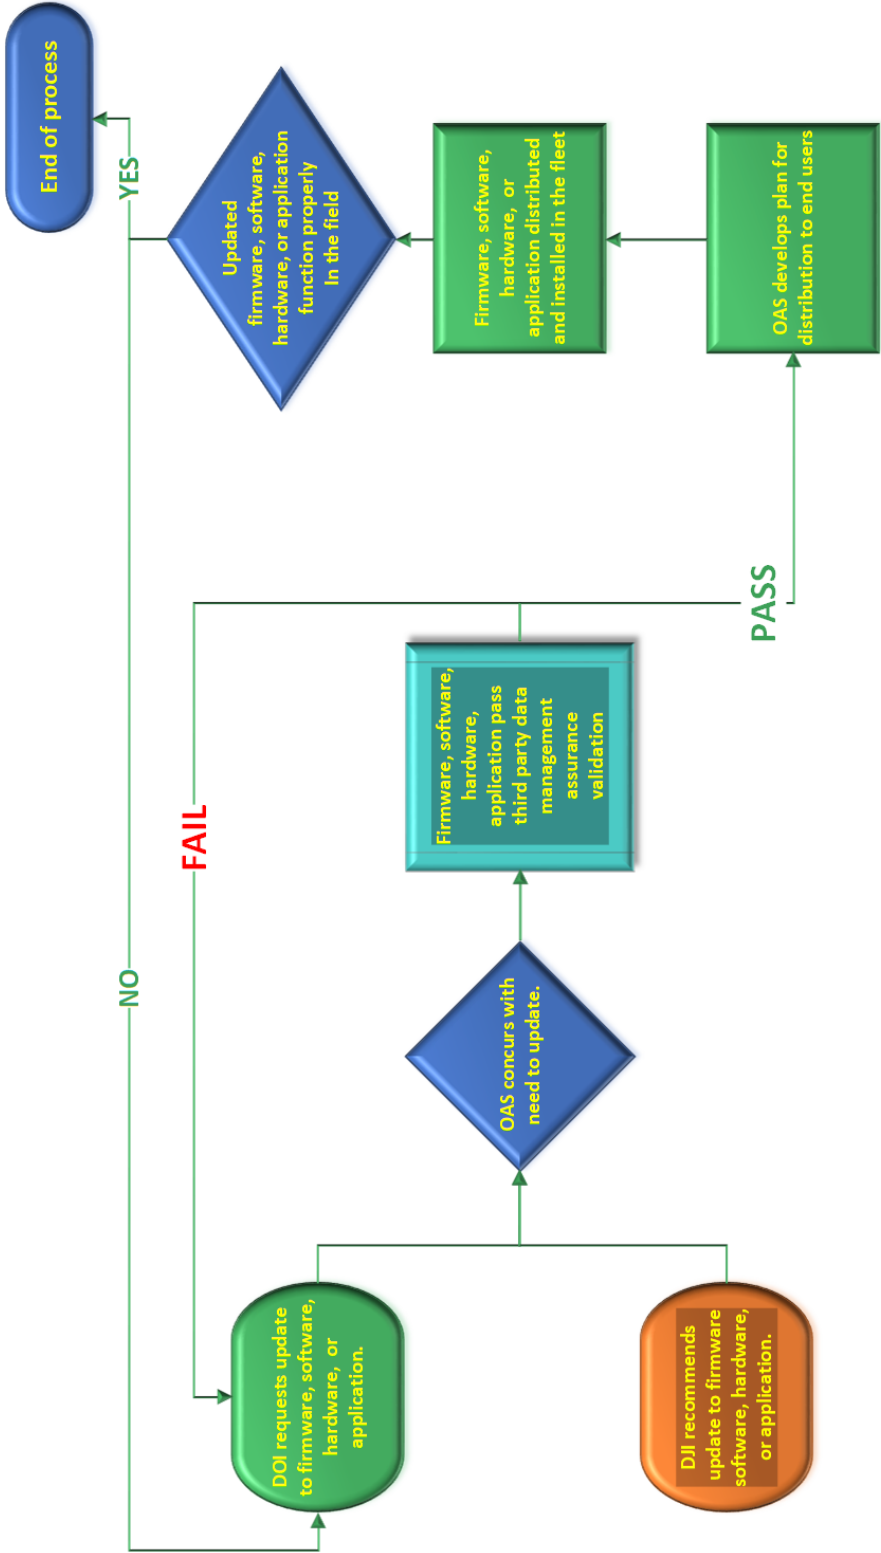 DOI requests update
to firmware, software,
hardware,  or
application.
DJI recommends
update to firmware
software, hardware,
or application.
OAS concurs with
need to update.
Firmware, software,
hardware,
application pass
third party data
management
assurance
validation
FAIL
PASS
OAS develops plan for
distribution to end users
Firmware, software,
hardware,  or
application distributed
and installed in the fleet
Updated
firmware, software,
hardware, or application
function properly
In the field
NO
YES
End of process